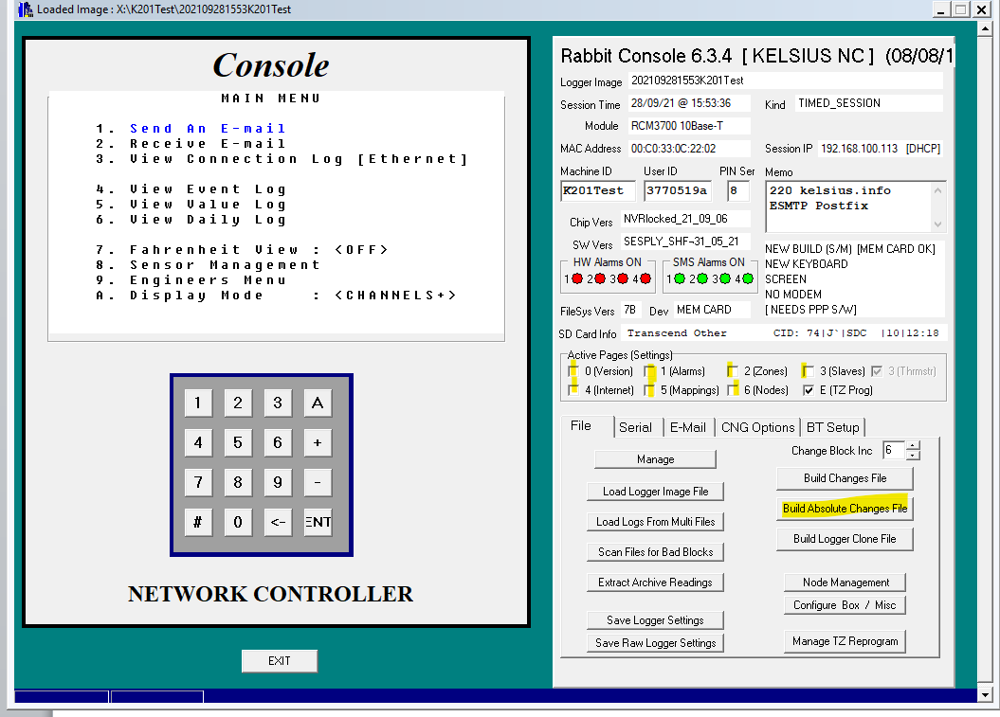 Loaded Image : X:\K201Test\202109281553K201Test
Console
MAIN MENU
1. Send An E-mail
2. Receive E-mail
3. View Connection Log [Ethernet]
4. View Event Log
5. View Value Log
6. View Daily Log
7. Fahrenheit View : <OFF>
8. Sensor Management
9. Engineers Menu
A. Display Mode : <CHANNELS+>
1 2 3 A
4 5 6 +
7 8 9 -
# 0 <- ENT
NETWORK CONTROLLER
EXIT
Rabbit Console 6.3.4 [ KELSIUS NC ] (08/08/1
Logger Image 202109281553K201Test
Session Time 28/09/21 @ 15:53:36 Kind TIMED_SESSION
Module RCM3700 10Base-T
MAC Address 00:C0:33:0C:22:02 Session IP 192.168.100.113 [DHCP]
Machine ID User ID PIN Ser Memo
K201Test 3770519a 8 220 kelsius.info
ESMTP Postfix
Chip Vers NVRlocked_21_09_06
SW Vers SESPLY_SHF¬31_05_21
NEW BUILD (S/M) [MEM CARD OK]
NEW KEYBOARD
SCREEN
NO MODEM
[ NEEDS PPP S/W]
HW Alarms ON SMS Alarms ON
1 2 3 4 1 2 3 4
FileSys Vers 7B Dev MEM CARD
SD Card Info Transcend Other CID: 74|J`|SDC |10|12:18
Active Pages (Settings)
0 (Version) 1 (Alarms) 2 (Zones) 3 (Slaves) 3 (Thrmstr)
4 (Internet) 5 (Mappings) 6 (Nodes) E (TZ Prog)
File Serial E-Mail CNG Options BT Setup
Change Block Inc 6
Manage
Build Changes File
Load Logger Image File
Build Absolute Changes File
Load Logs From Multi Files
Build Logger Clone File
Scan Files for Bad Blocks
Extract Archive Readings
Node Management
Configure Box / Misc
Save Logger Settings
Save Raw Logger Settings
Manage TZ Reprogram